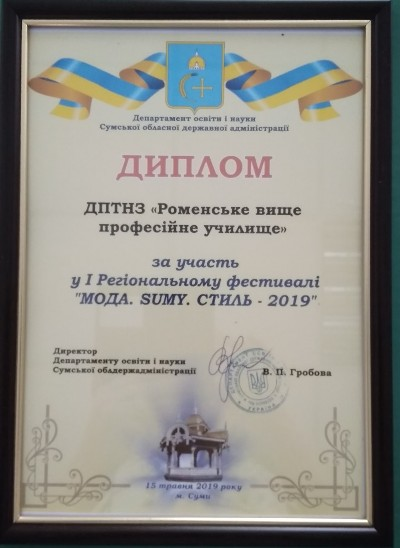 Департамент освіти і науки
Сумської обласної державної адміністрації
ДИПЛОМ
ДПТНЗ «Роменське вище
професійне училище»
за участь
у І Регіональному фестивалі
"МОДА. SUMY. СТИЛЬ - 2019"
Директор
Департаменту освіти і науки
Сумської обадержадміністрації
В. П. Гробова
15 травня 2019 року
м. Суми